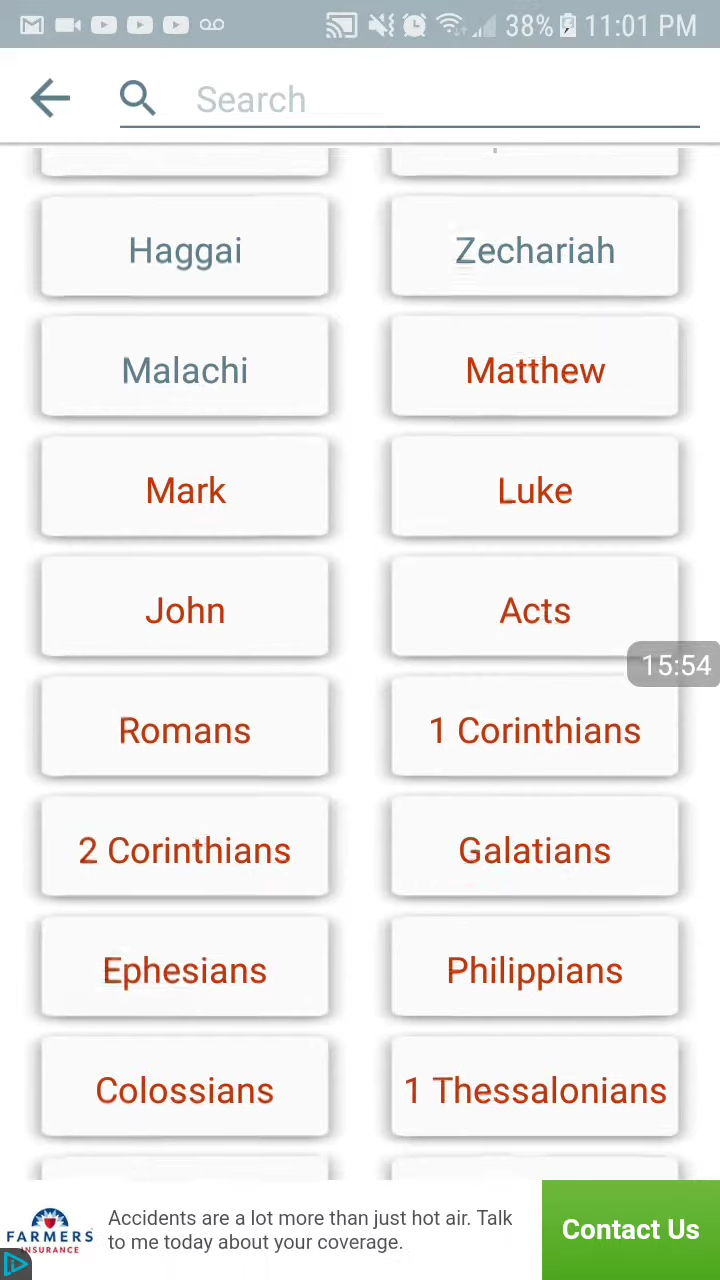 38% 11:01 PM
Search
Haggai
Zechariah
Malachi
Matthew
Mark
Luke
John
Acts
15:54
Romans
1 Corinthians
2 Corinthians
Galatians
Ephesians
Philippians
Colossians
1 Thessalonians
FARMERS
INSURANCE
Accidents are a lot more than just hot air. Talk
to me today about your coverage.
Contact Us